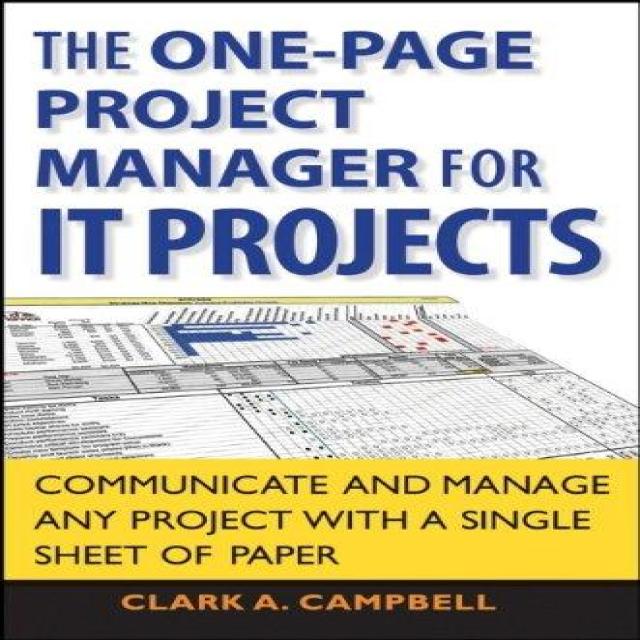 THE ONE-PAGE
PROJECT
MANAGER FOR
IT PROJECTS
COMMUNICATE AND MANAGE
ANY PROJECT WITH A SINGLE
SHEET OF PAPER
CLARK A. CAMPBELL